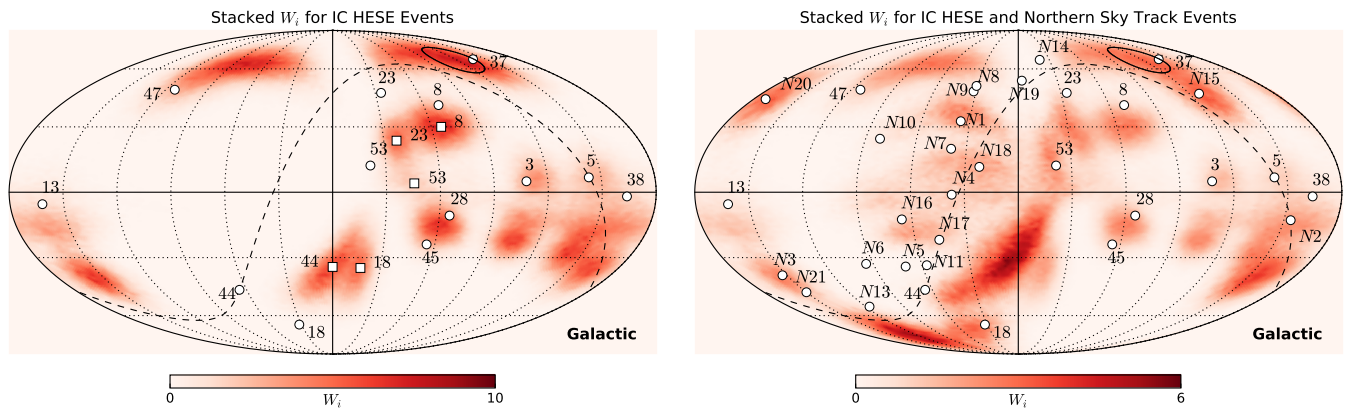 Stacked W_i for IC HESE Events
37
47
23
8
8
23
53
53
3
5
38
13
28
45
44
18
44
18
Galactic
0
10
W_i
Stacked W_i for IC HESE and Northern Sky Track Events
N14
37
N20
47
N8
N9
23
8
N15
N19
N1
N10
N7
N18
53
3
5
38
13
N4
28
N16
N17
N2
N6
N5
N11
45
N3
N21
N13
44
18
Galactic
0
6
W_i